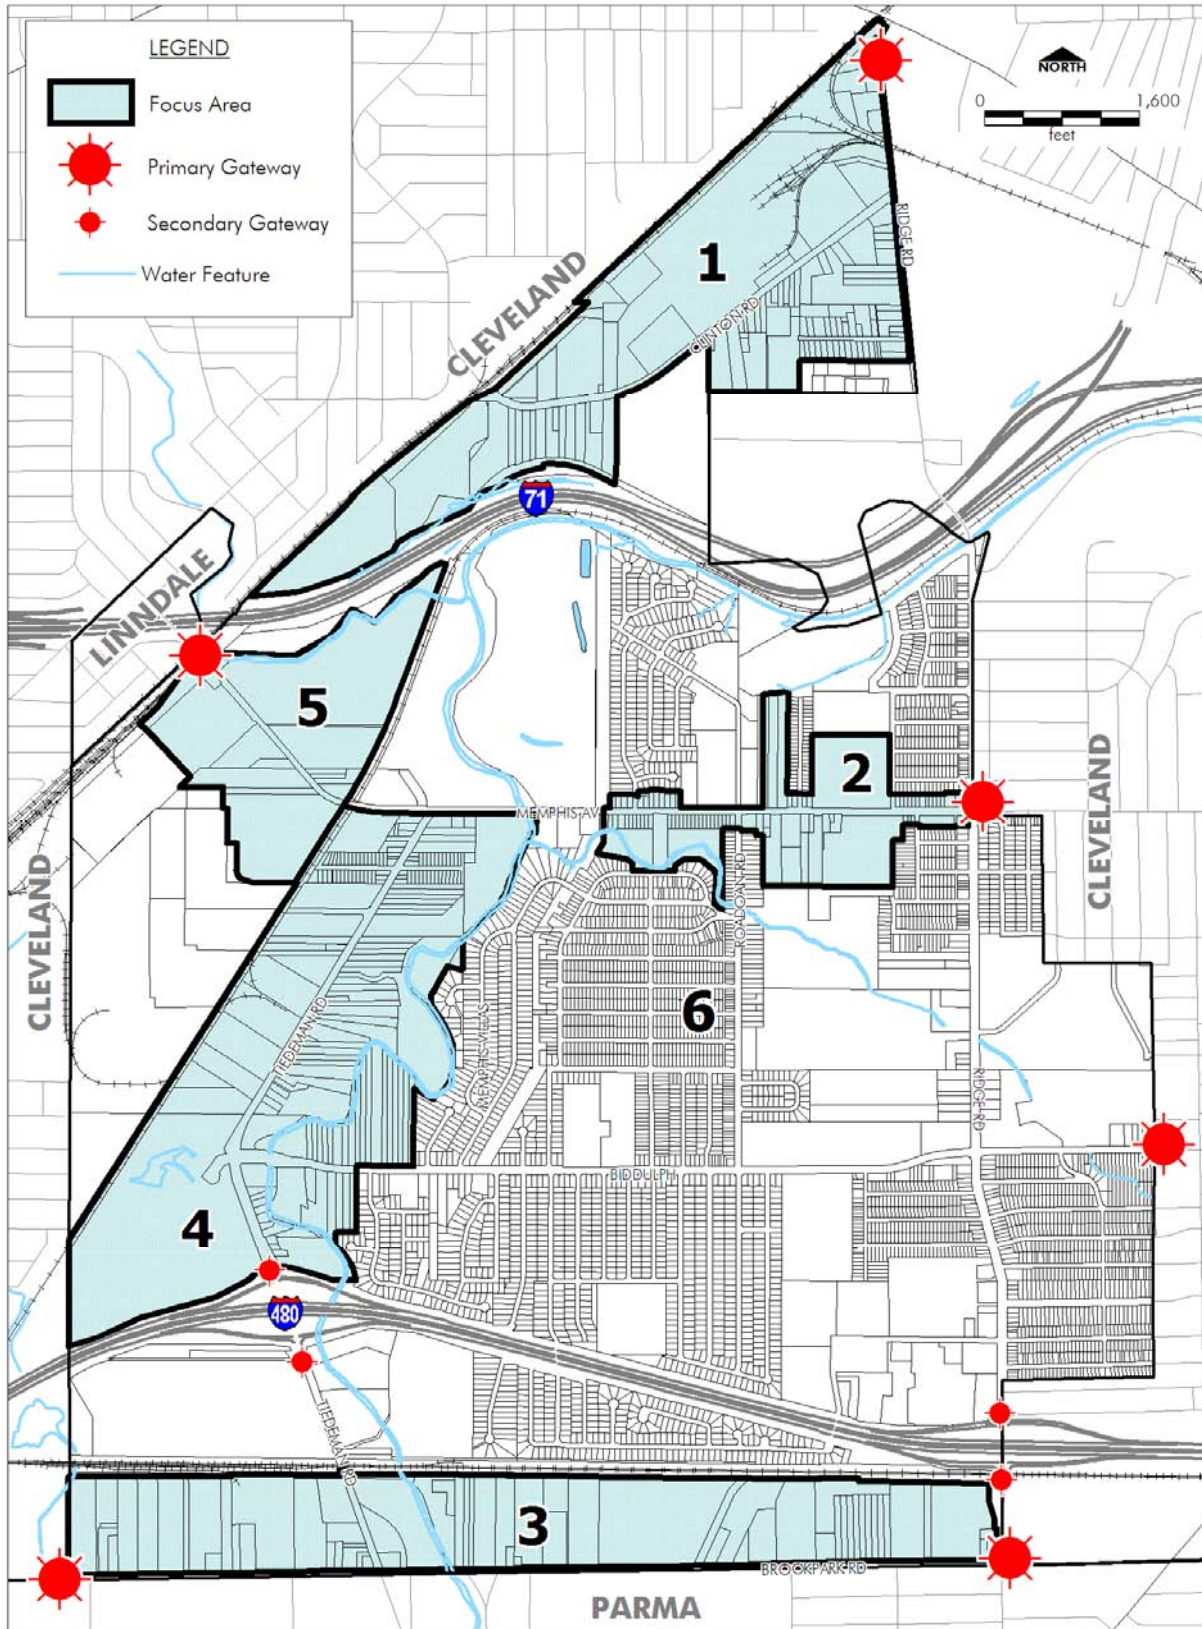 LEGEND
Focus Area
Primary Gateway
Secondary Gateway
Water Feature
NORTH
0 1,600
feet
RIDGE RD
1
CLEVELAND
CLINTON RD
71
LINNDALE
5
2
CLEVELAND
MEMPHIS AV
CLEVELAND
ROADOAN RD
6
TIEDEMAN RD
MEMPHIS VILLAS
RIDGE RD
BIDDULPH
4
480
TIEDEMAN RD
3
BROOKPARK RD
PARMA